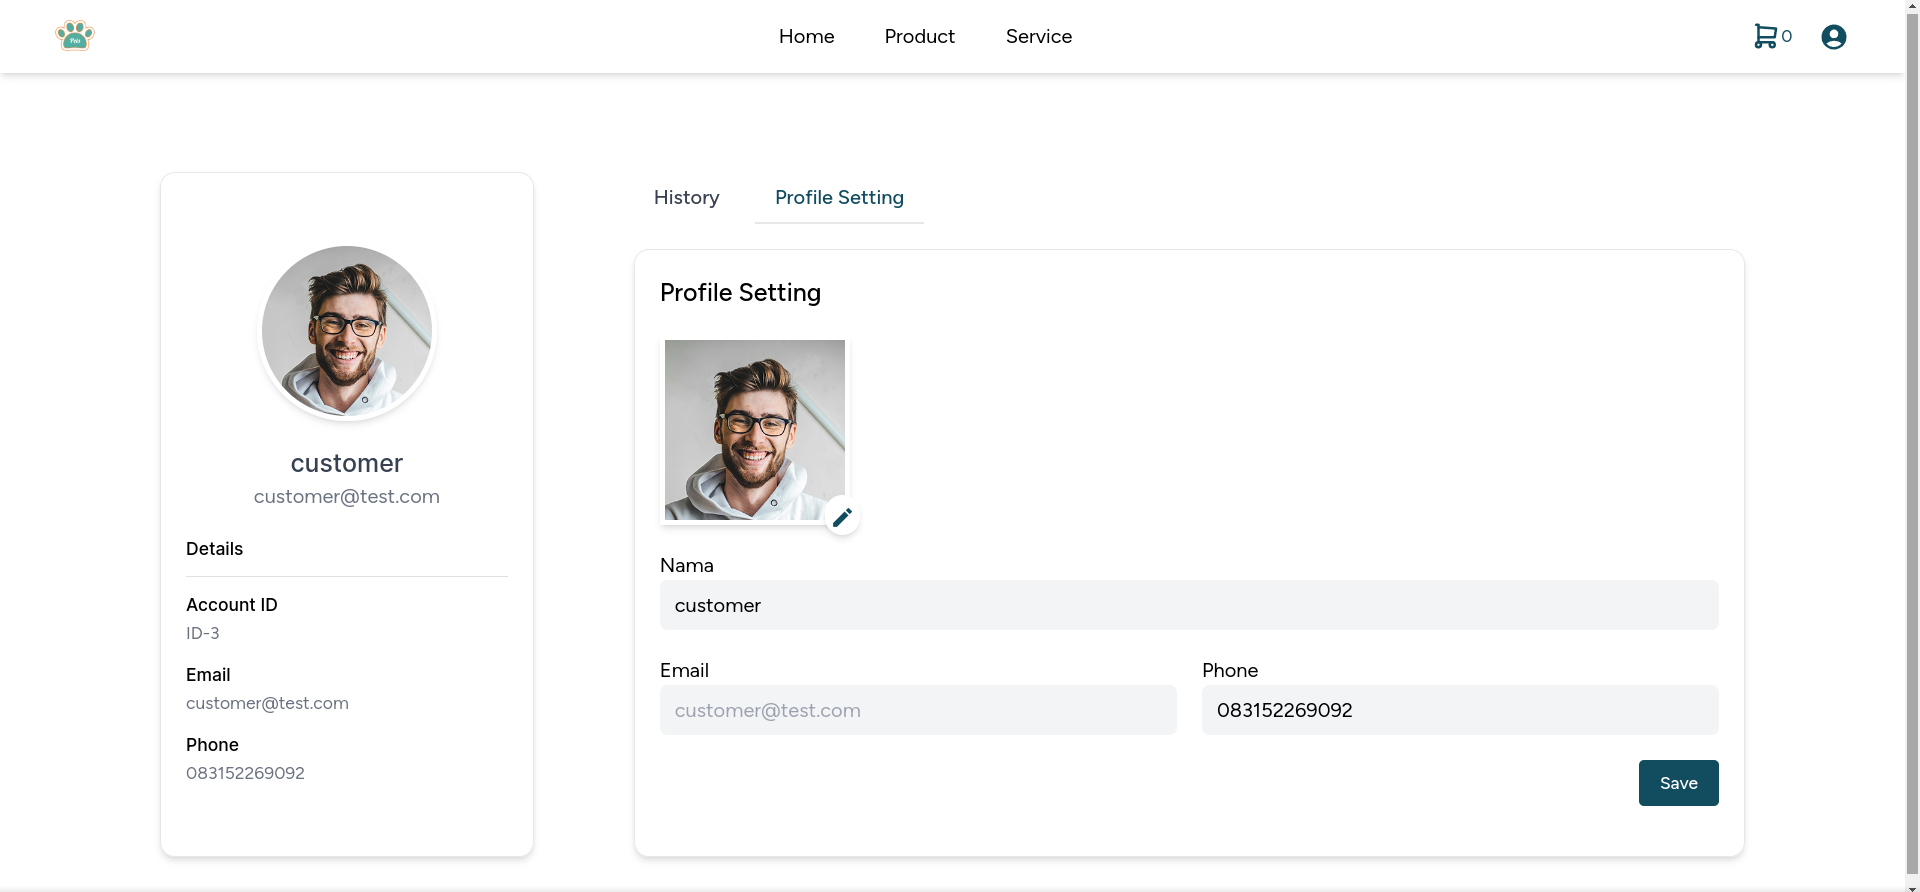 Pets
Home Product Service 0
History Profile Setting
customer
customer@test.com
Details
Account ID
ID-3
Email
customer@test.com
Phone
083152269092
Profile Setting
Nama
customer
Email Phone
customer@test.com 083152269092
Save